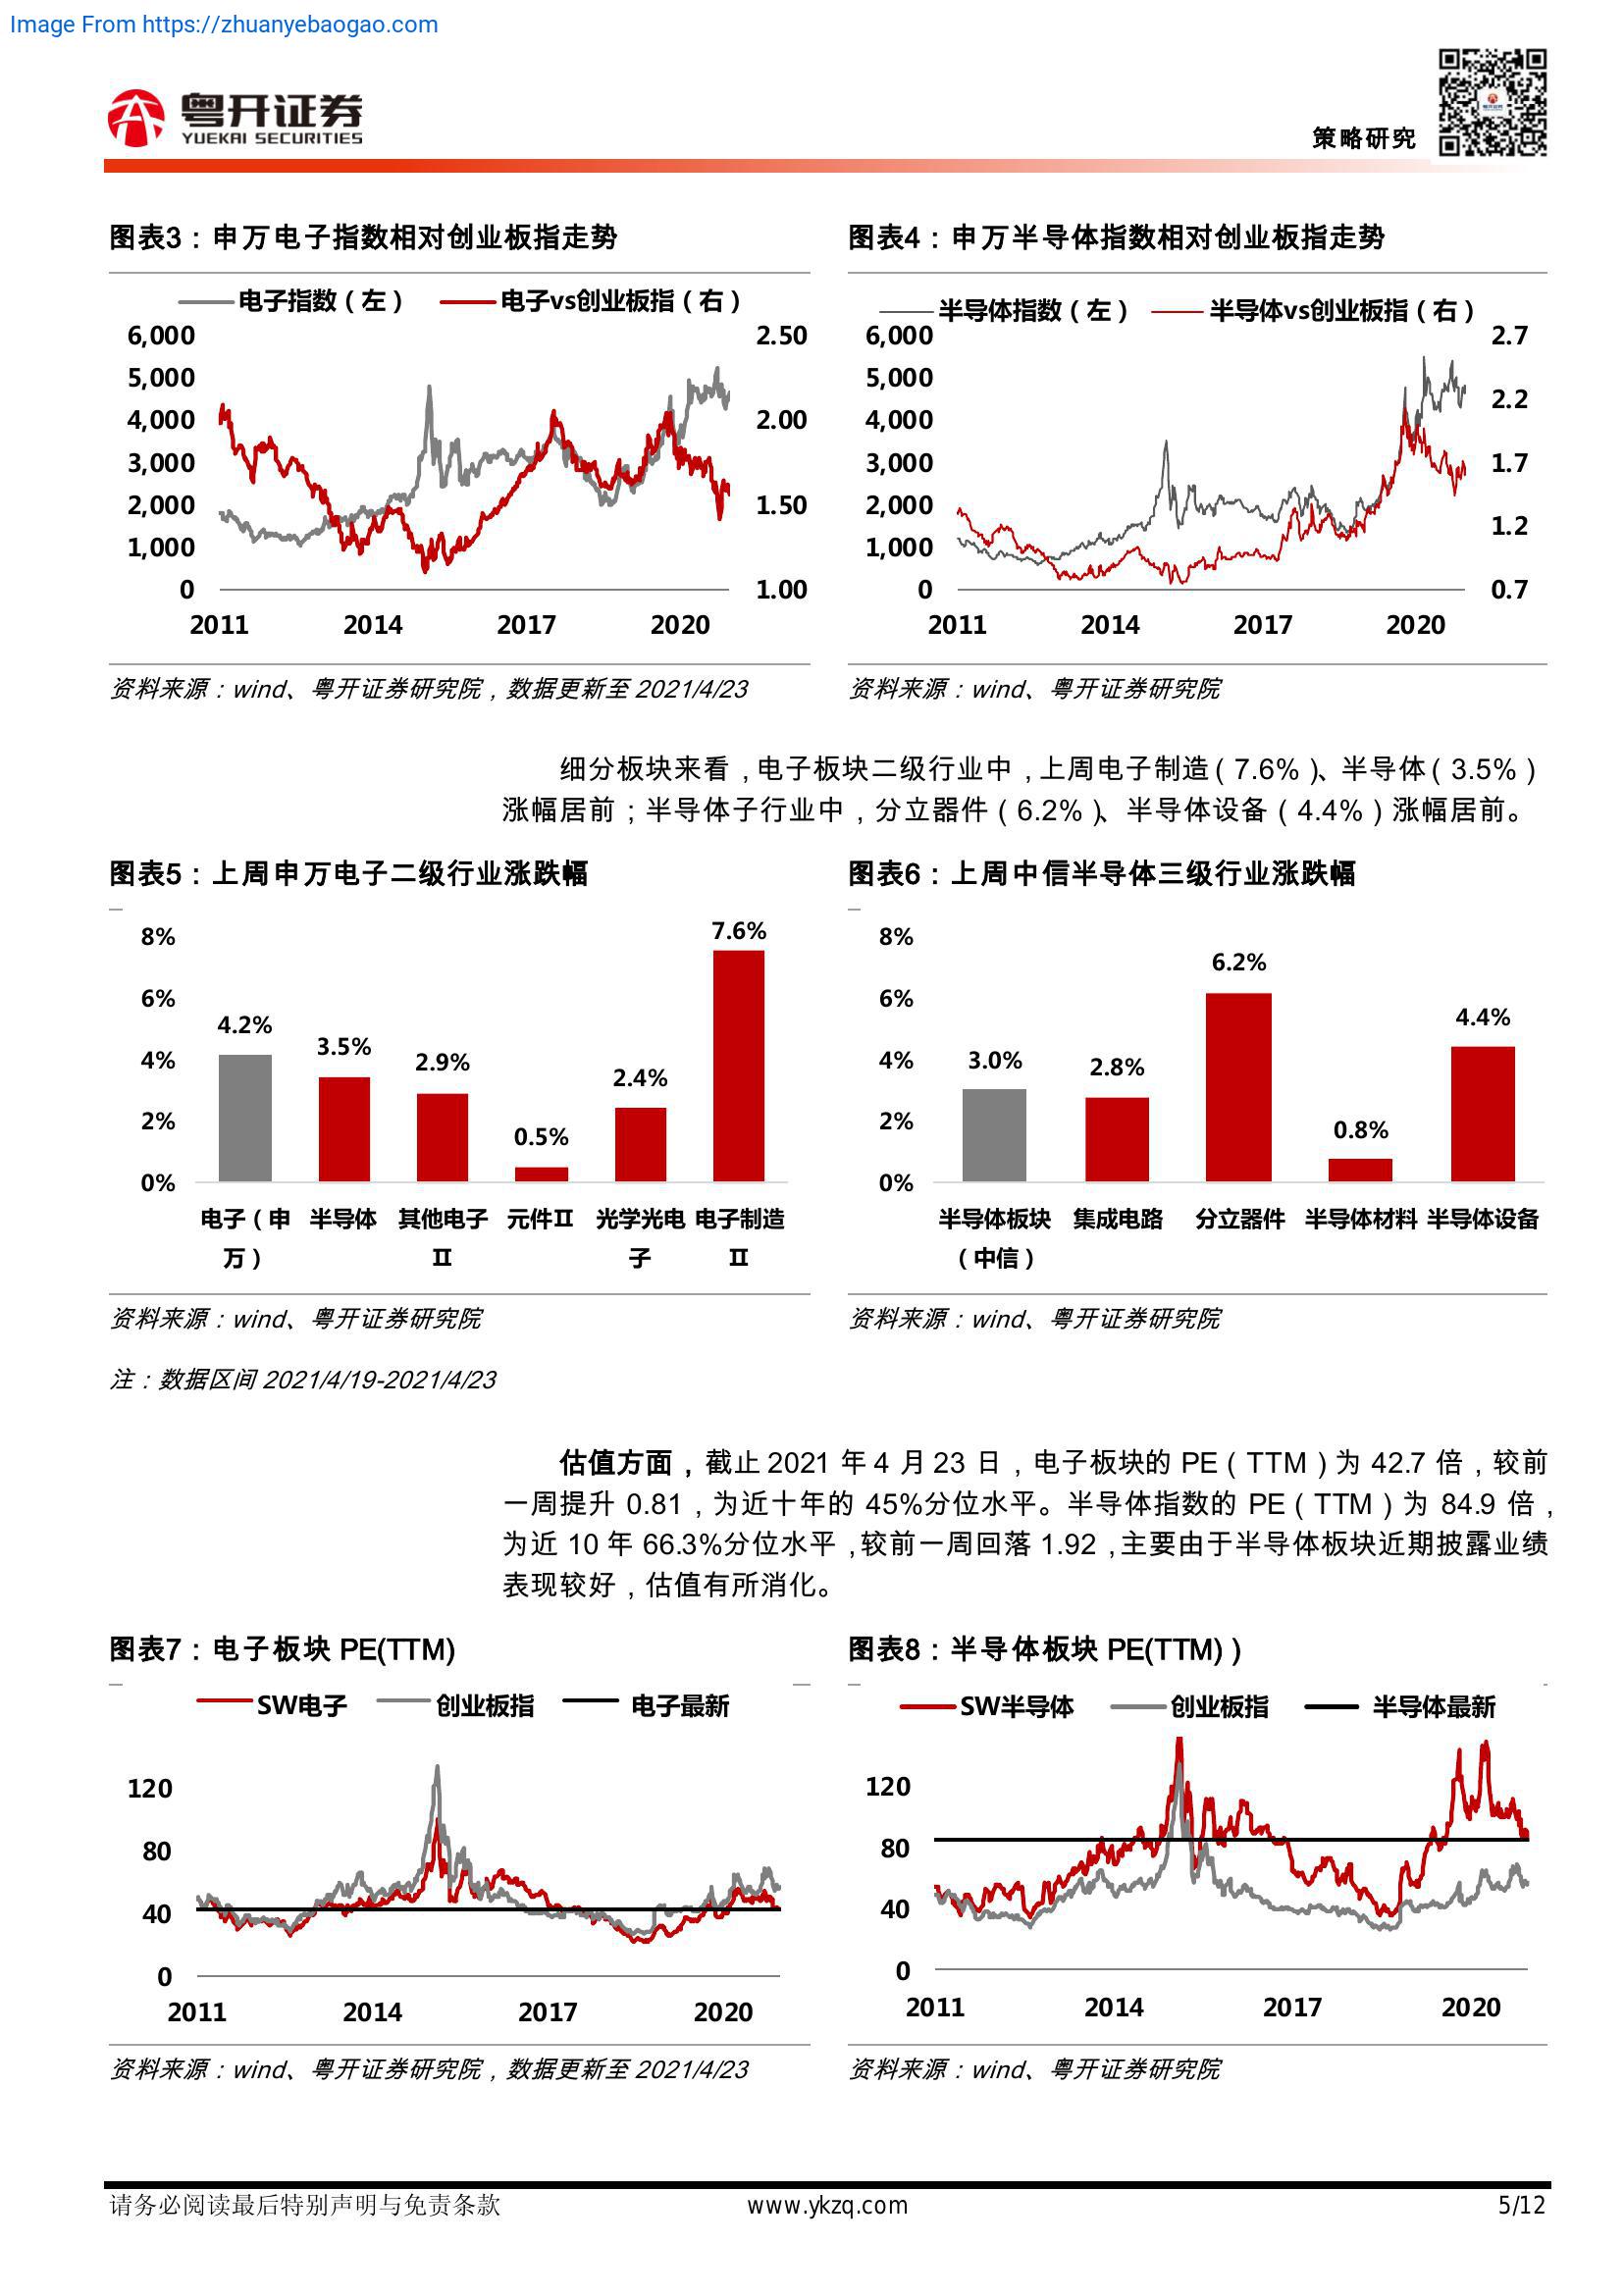 Image From https://zhuanyebaogao.com
粤开证券
YUEKAI SECURITIES
策略研究
图表3：申万电子指数相对创业板指走势
电子指数（左） 电子vs创业板指（右）
6,000
5,000
4,000
3,000
2,000
1,000
0
2.50
2.00
1.50
1.00
2011 2014 2017 2020
资料来源：wind、粤开证券研究院，数据更新至 2021/4/23
图表4：申万半导体指数相对创业板指走势
半导体指数（左） 半导体vs创业板指（右）
6,000
5,000
4,000
3,000
2,000
1,000
0
2.7
2.2
1.7
1.2
0.7
2011 2014 2017 2020
资料来源：wind、粤开证券研究院
细分板块来看，电子板块二级行业中，上周电子制造（7.6%）、半导体（3.5%）
涨幅居前；半导体子行业中，分立器件（6.2%）、半导体设备（4.4%）涨幅居前。
图表5：上周申万电子二级行业涨跌幅
8%
6%
4%
2%
0%
4.2% 3.5% 2.9% 0.5% 2.4% 7.6%
电子（申 半导体 其他电子 元件Ⅱ 光学光电 电子制造
万） Ⅱ 子 Ⅱ
资料来源：wind、粤开证券研究院
图表6：上周中信半导体三级行业涨跌幅
8%
6%
4%
2%
0%
3.0% 2.8% 6.2% 0.8% 4.4%
半导体板块 集成电路 分立器件 半导体材料 半导体设备
（中信）
资料来源：wind、粤开证券研究院
注：数据区间 2021/4/19-2021/4/23
估值方面，截止 2021 年 4 月 23 日，电子板块的 PE（TTM）为 42.7 倍，较前
一周提升 0.81，为近十年的 45%分位水平。半导体指数的 PE（TTM）为 84.9 倍，
为近 10 年 66.3%分位水平，较前一周回落 1.92，主要由于半导体板块近期披露业绩
表现较好，估值有所消化。
图表7：电子板块 PE(TTM)
SW电子 创业板指 电子最新
120
80
40
0
2011 2014 2017 2020
资料来源：wind、粤开证券研究院，数据更新至 2021/4/23
图表8：半导体板块 PE(TTM)）
SW半导体 创业板指 半导体最新
120
80
40
0
2011 2014 2017 2020
资料来源：wind、粤开证券研究院
请务必阅读最后特别声明与免责条款 www.ykzq.com 5/12